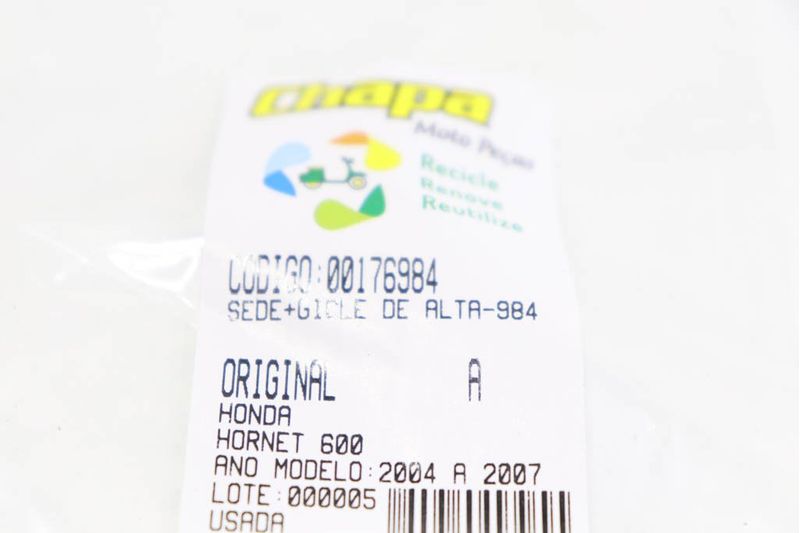 Chapa
Moto Peças
Recicle
Renove
Reutilize
CODIGO:00176984
SEDE+GICLE DE ALTA-984
ORIGINAL A
HONDA
HORNET 600
ANO MODELO:2004 A 2007
LOTE:000005
USADA